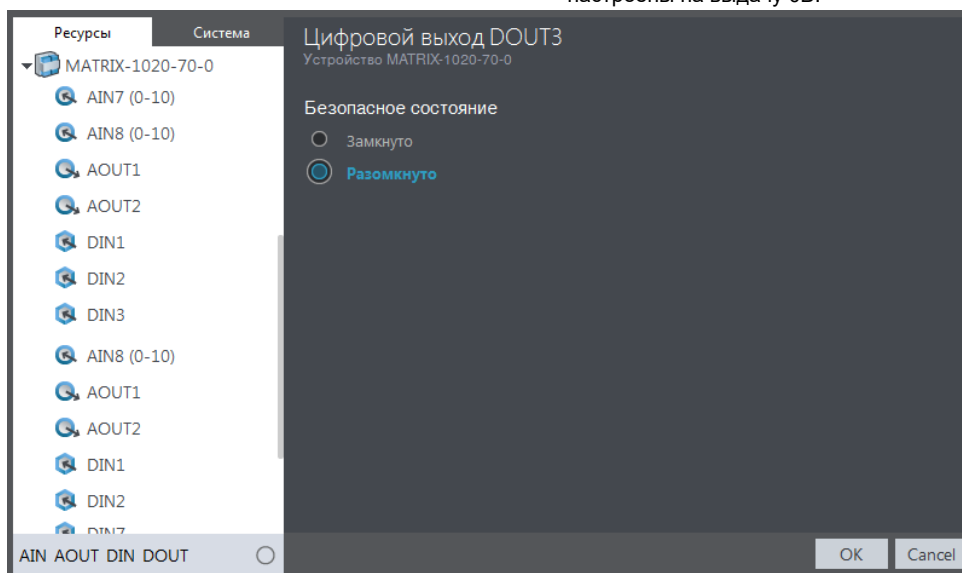 Ресурсы
Система
MATRIX-1020-70-0
AIN7 (0-10)
AIN8 (0-10)
AOUT1
AOUT2
DIN1
DIN2
DIN3
AIN8 (0-10)
AOUT1
AOUT2
DIN1
DIN2
DIN7
AIN AOUT DIN DOUT
Цифровой выход DOUT3
Устройство MATRIX-1020-70-0
Безопасное состояние
Замкнуто
Разомкнуто
OK
Cancel